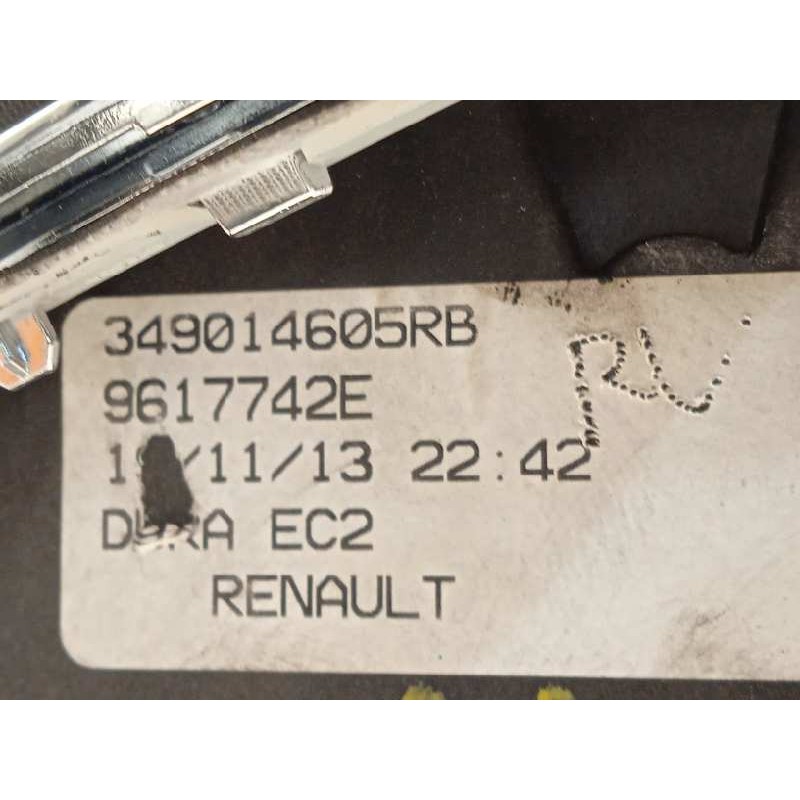 349014605RB
9617742E
/11/13 22:42
EC2
RENAULT